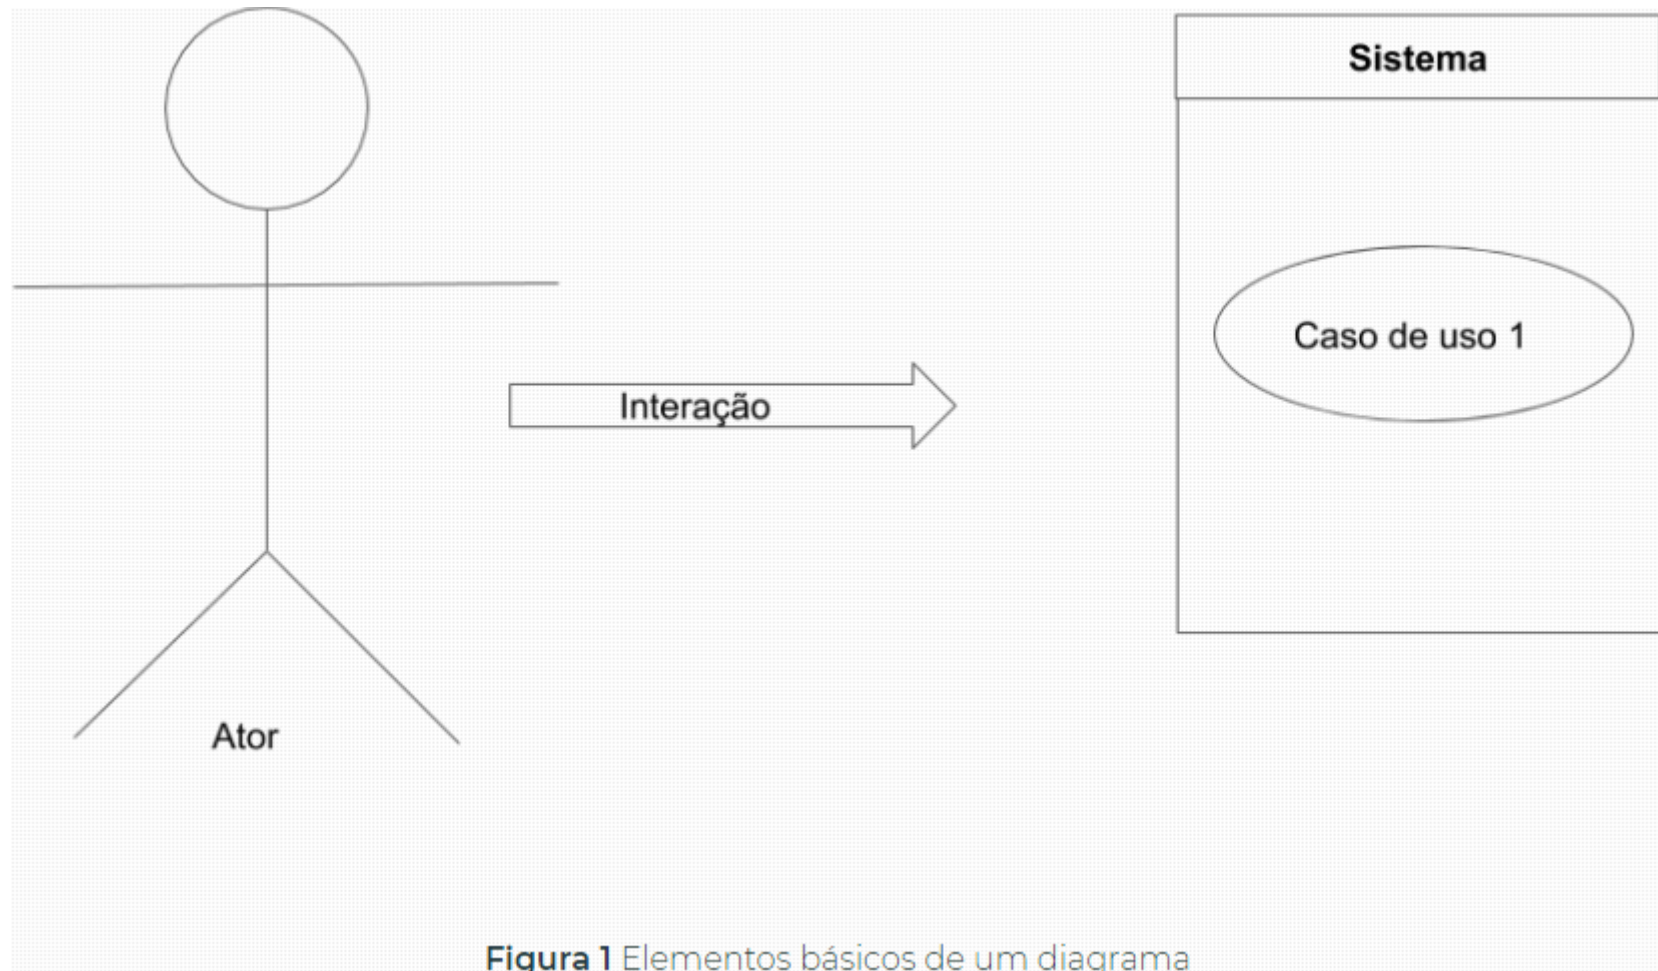 Sistema
Caso de uso 1
Interação
Ator
Figura 1 Elementos básicos de um diagrama